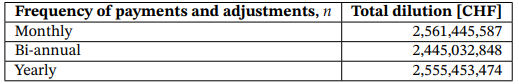 Frequency of payments and adjustments, n Total dilution [CHF]
Monthly 2,561,445,587
Bi-annual 2,445,032,848
Yearly 2,555,453,474